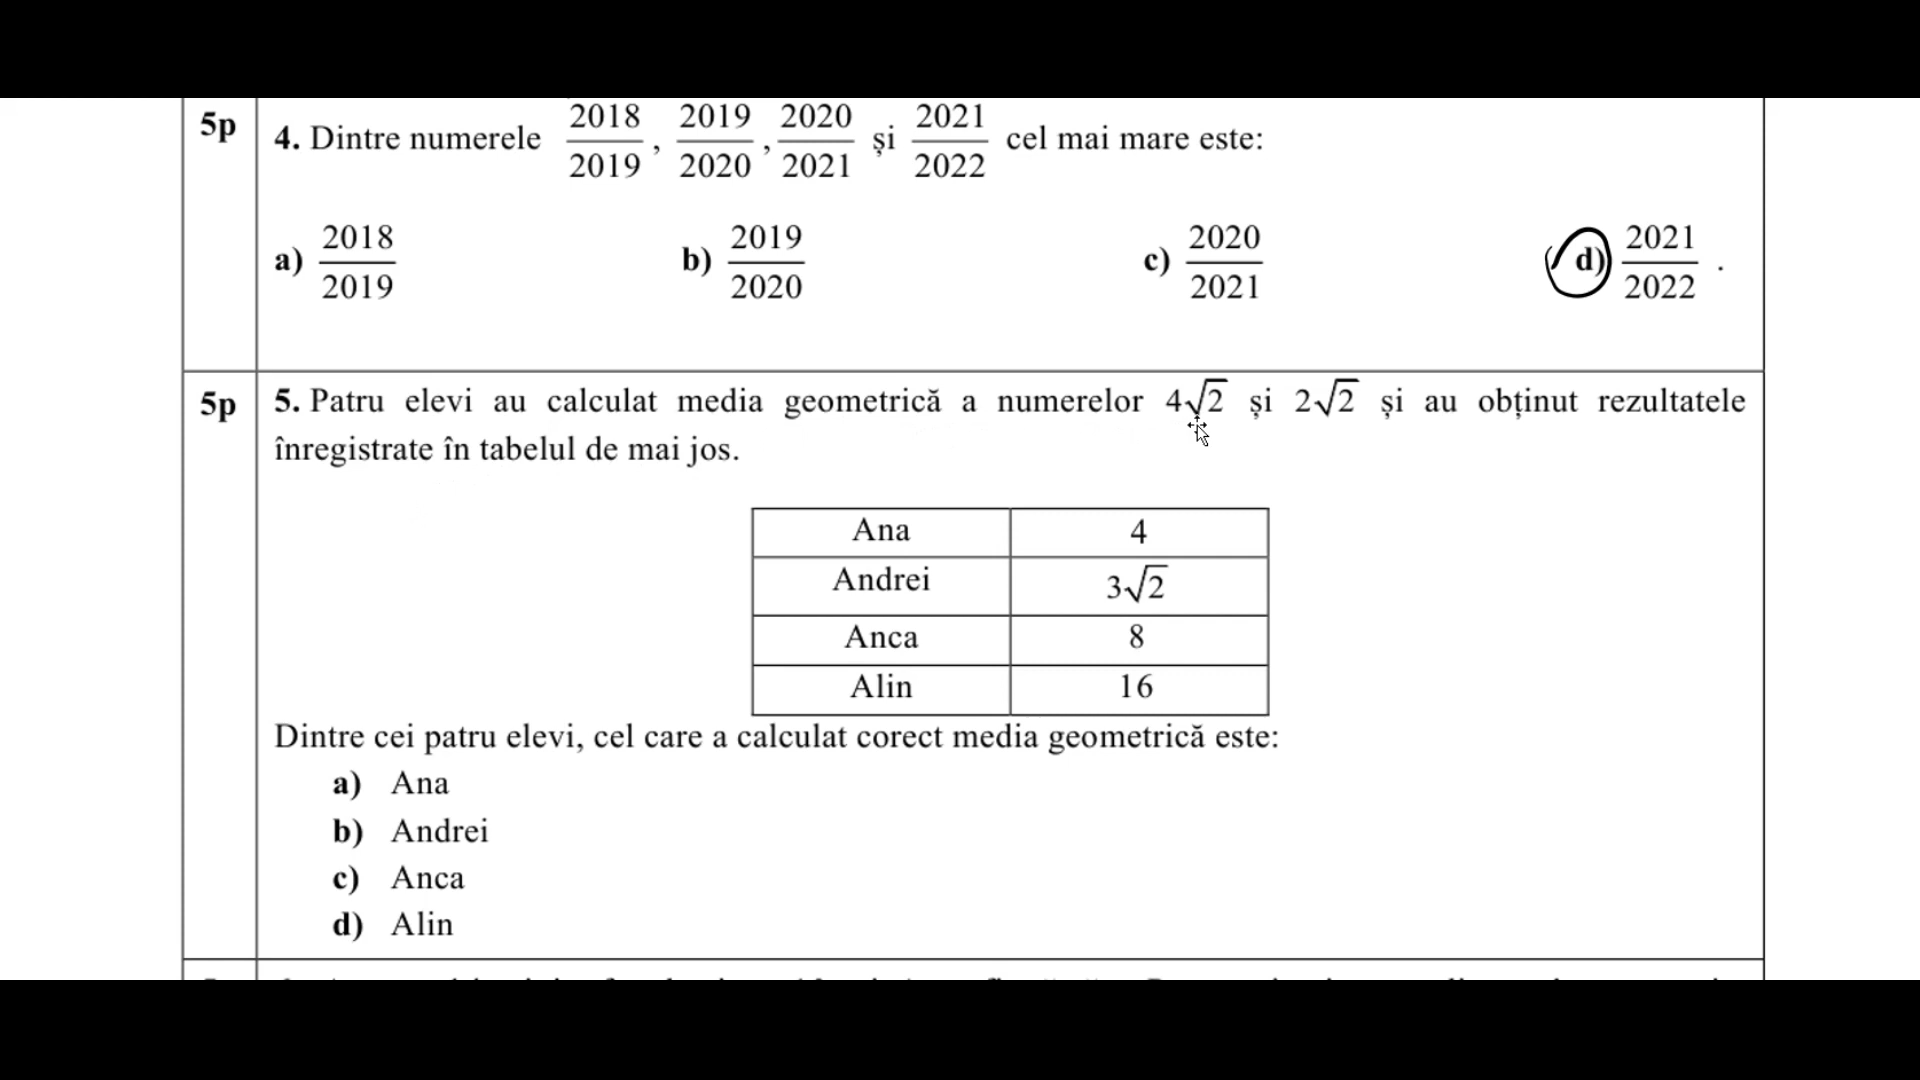 5p
4. Dintre numerele 2018/2019, 2019/2020, 2020/2021 și 2021/2022 cel mai mare este:
a) 2018/2019 b) 2019/2020 c) 2020/2021 d) 2021/2022 .
5p
5. Patru elevi au calculat media geometrică a numerelor 4√2 și 2√2 și au obținut rezultatele
înregistrate în tabelul de mai jos.
Ana 4
Andrei 3√2
Anca 8
Alin 16
Dintre cei patru elevi, cel care a calculat corect media geometrică este:
a) Ana
b) Andrei
c) Anca
d) Alin